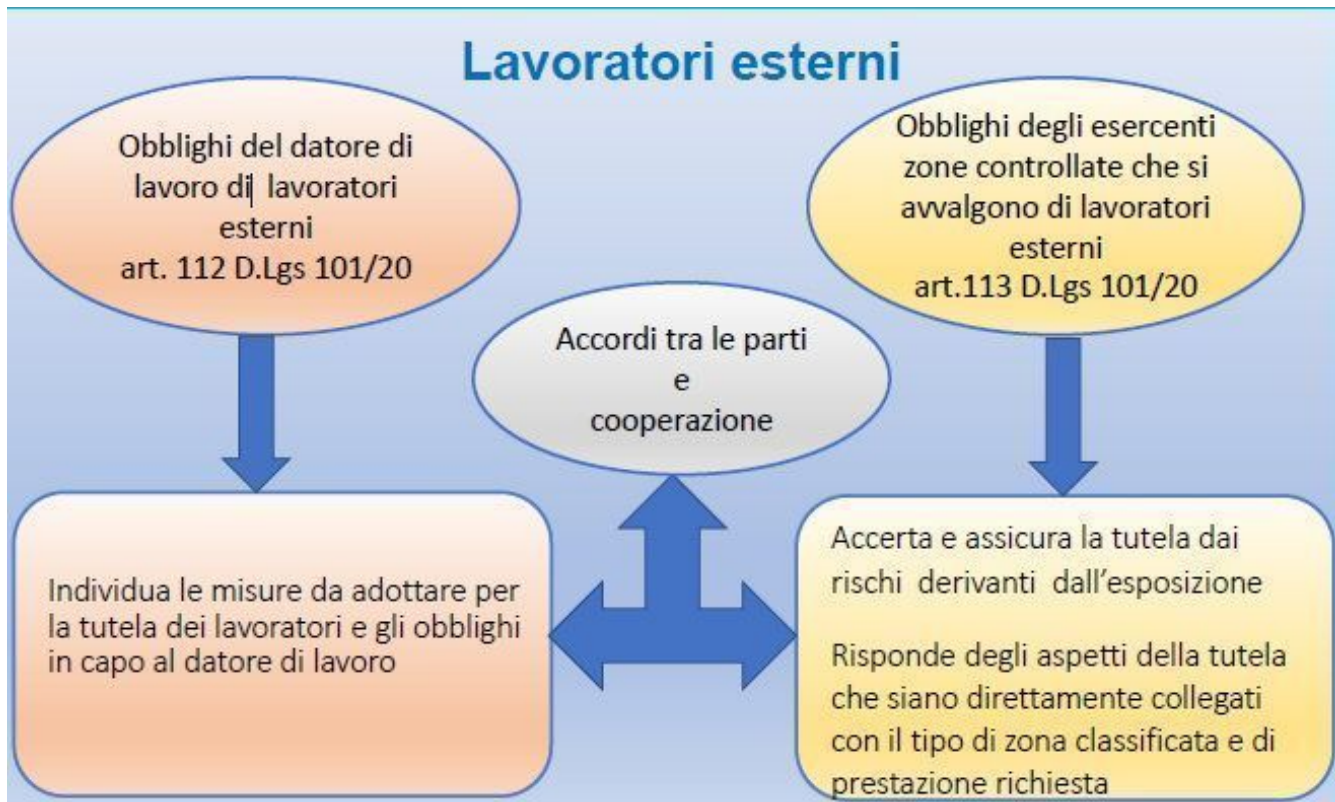 Lavoratori esterni
Obblighi del datore di
lavoro di lavoratori
esterni
art. 112 D.Lgs 101/20
Obblighi degli esercenti
zone controllate che si
avvalgono di lavoratori
esterni
art.113 D.Lgs 101/20
Accordi tra le parti
e
cooperazione
Individua le misure da adottare per
la tutela dei lavoratori e gli obblighi
in capo al datore di lavoro
Accerta e assicura la tutela dai
rischi derivanti dall'esposizione
Risponde degli aspetti della tutela
che siano direttamente collegati
con il tipo di zona classificata e di
prestazione richiesta